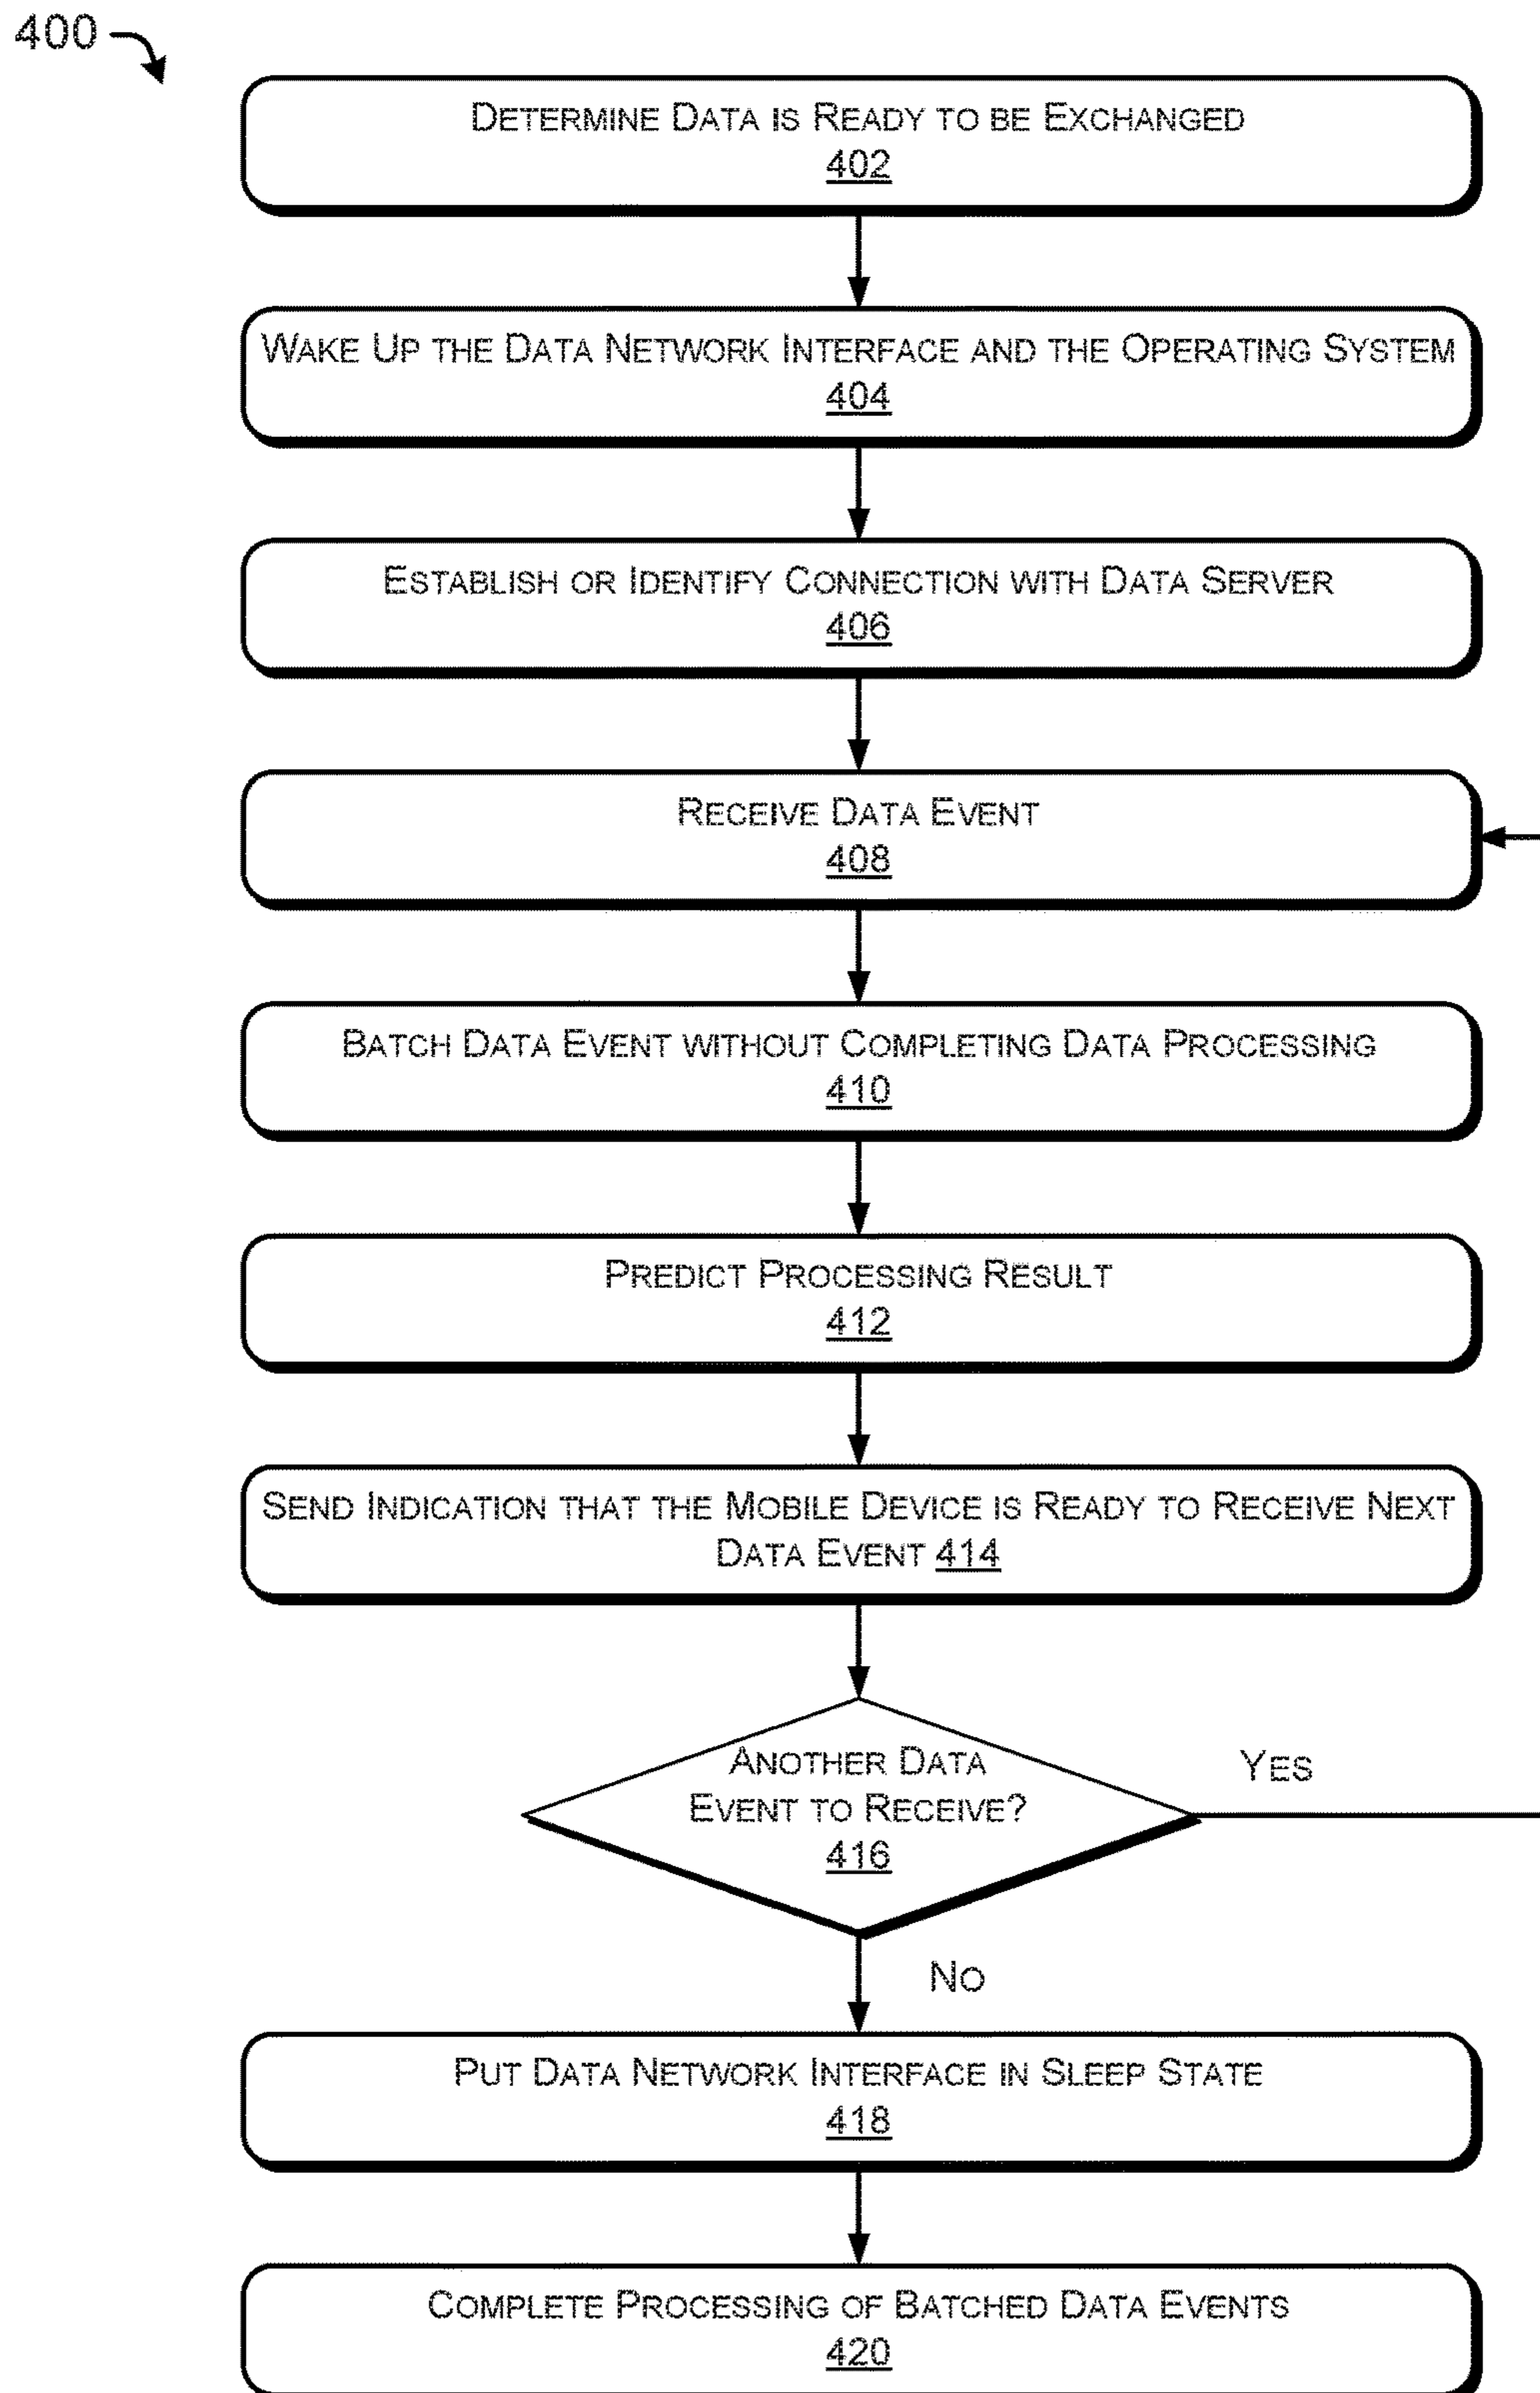 400
Determine Data is Ready to be Exchanged
402
Wake Up the Data Network Interface and the Operating System
404
Establish or Identify Connection with Data Server
406
Receive Data Event
408
Batch Data Event without Completing Data Processing
410
Predict Processing Result
412
Send Indication that the Mobile Device is Ready to Receive Next
Data Event 414
Another Data
Event to Receive?
416
Yes
No
Put Data Network Interface in Sleep State
418
Complete Processing of Batched Data Events
420